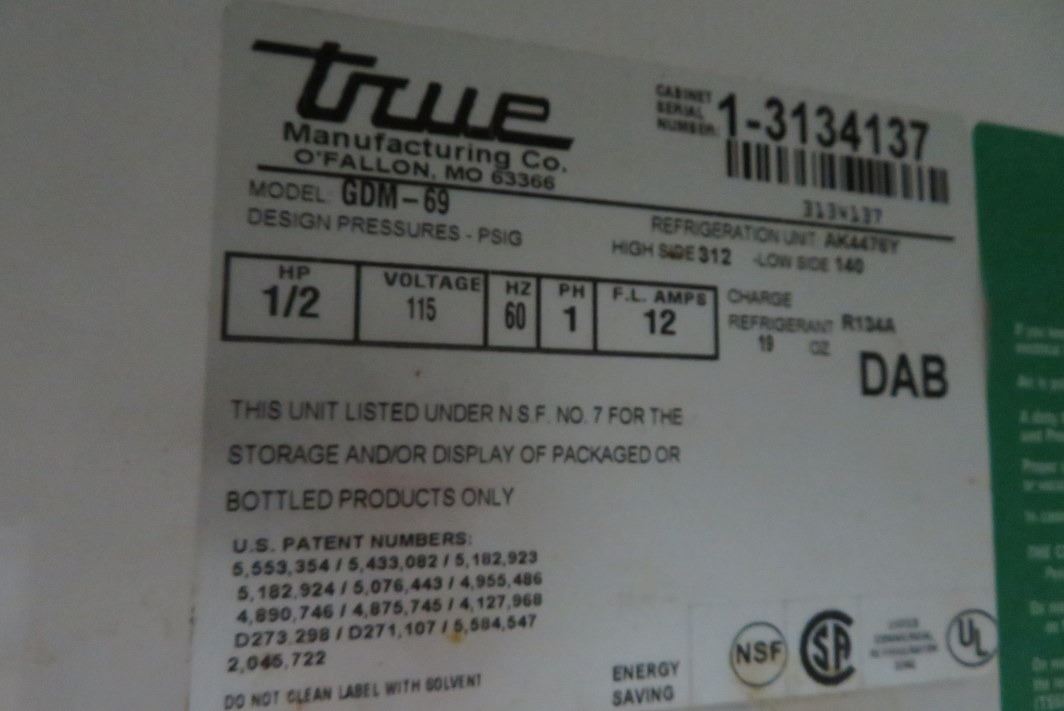 true
Manufacturing Co.
O'FALLON, MO 63366
CABINET
SERIAL
NUMBER: 1-3134137
3134137
MODEL: GDM-69
REFRIGERATION UNIT: AK4476Y
DESIGN PRESSURES - PSIG
HIGH SIDE 312 -LOW SIDE 140
HP VOLTAGE HZ PH F.L. AMPS
1/2 115 60 1 12
CHARGE
REFRIGERANT R134A
19 OZ
DAB
THIS UNIT LISTED UNDER N.S.F. NO. 7 FOR THE
STORAGE AND/OR DISPLAY OF PACKAGED OR
BOTTLED PRODUCTS ONLY
U.S. PATENT NUMBERS:
5,553,354 / 5,433,082 / 5,182,923
5,182,924 / 5,076,443 / 4,955,486
4,890,746 / 4,875,745 / 4,127,968
D273,298 / D271,107 / 5,584,547
2,045,722
DO NOT CLEAN LABEL WITH SOLVENT
ENERGY
SAVING
NSF
SA
UL